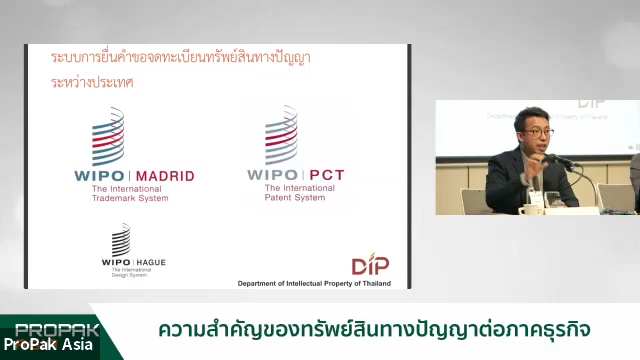 ระบบการยื่นคำขอจดทะเบียนทรัพย์สินทางปัญญา
ระหว่างประเทศ
WIPO | MADRID
The International
Trademark System
WIPO | PCT
The International
Patent System
WIPO | HAGUE
The International
Design System
DIP
Department of Intellectual Property of Thailand
DIP
PROPAK
ProPak Asia
ความสำคัญของทรัพย์สินทางปัญญาต่อภาคธุรกิจ